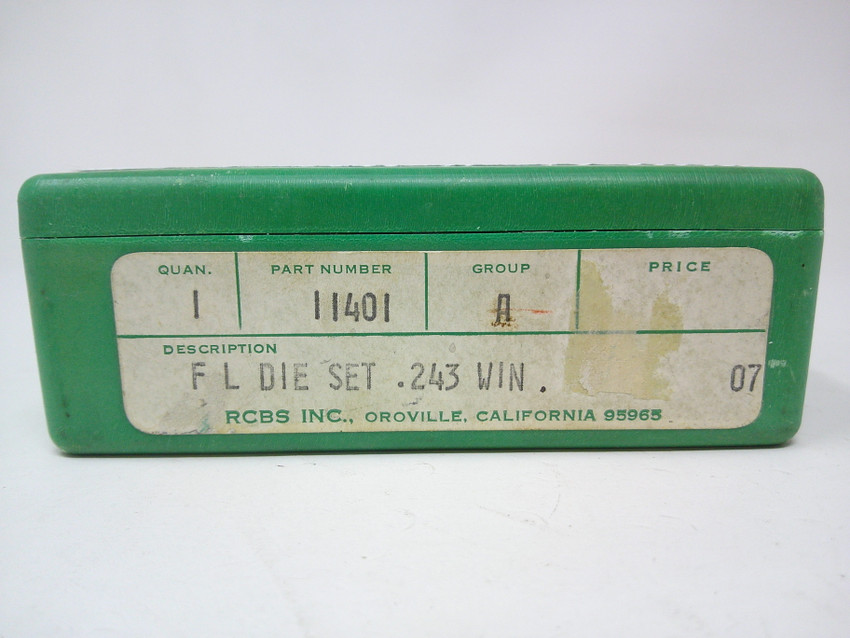 QUAN. PART NUMBER GROUP PRICE
1 11401 A
DESCRIPTION
F L DIE SET .243 WIN. 07
RCBS INC., OROVILLE, CALIFORNIA 95965